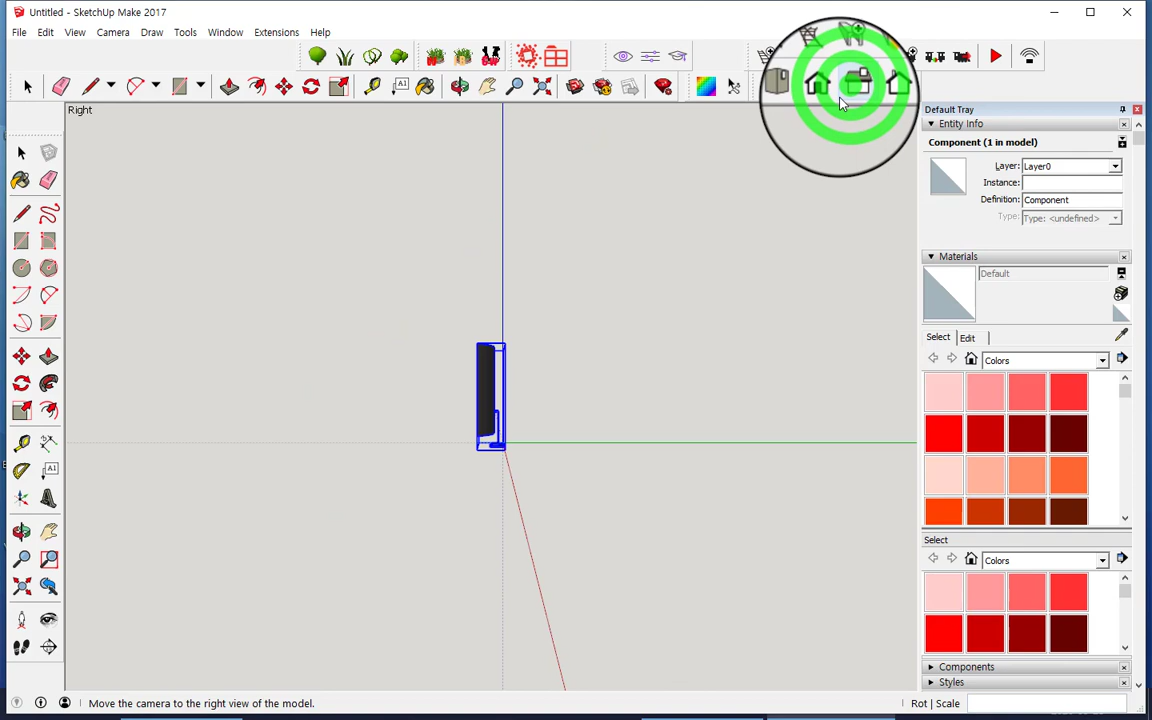 Untitled - SketchUp Make 2017
File Edit View Camera Draw Tools Window Extensions Help
Right
Default Tray
Entity Info
Component (1 in model)
Layer: Layer0
Instance:
Definition: Component
Type: Type: <undefined>
Materials
Default
Select Edit
Colors
Select
Colors
Components
Styles
Move the camera to the right view of the model.
Rot | Scale